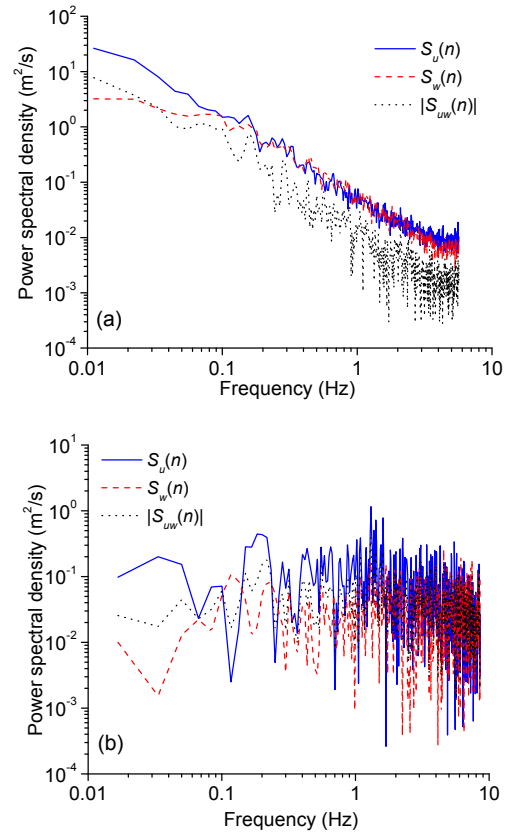 10^2
10^1
10^0
10^-1
10^-2
10^-3
10^-4
Power spectral density (m^2/s)
S_u(n)
S_w(n)
|S_uw(n)|
(a)
0.01 0.1 1 10
Frequency (Hz)
10^1
10^0
10^-1
10^-2
10^-3
10^-4
Power spectral density (m^2/s)
S_u(n)
S_w(n)
|S_uw(n)|
(b)
0.01 0.1 1 10
Frequency (Hz)